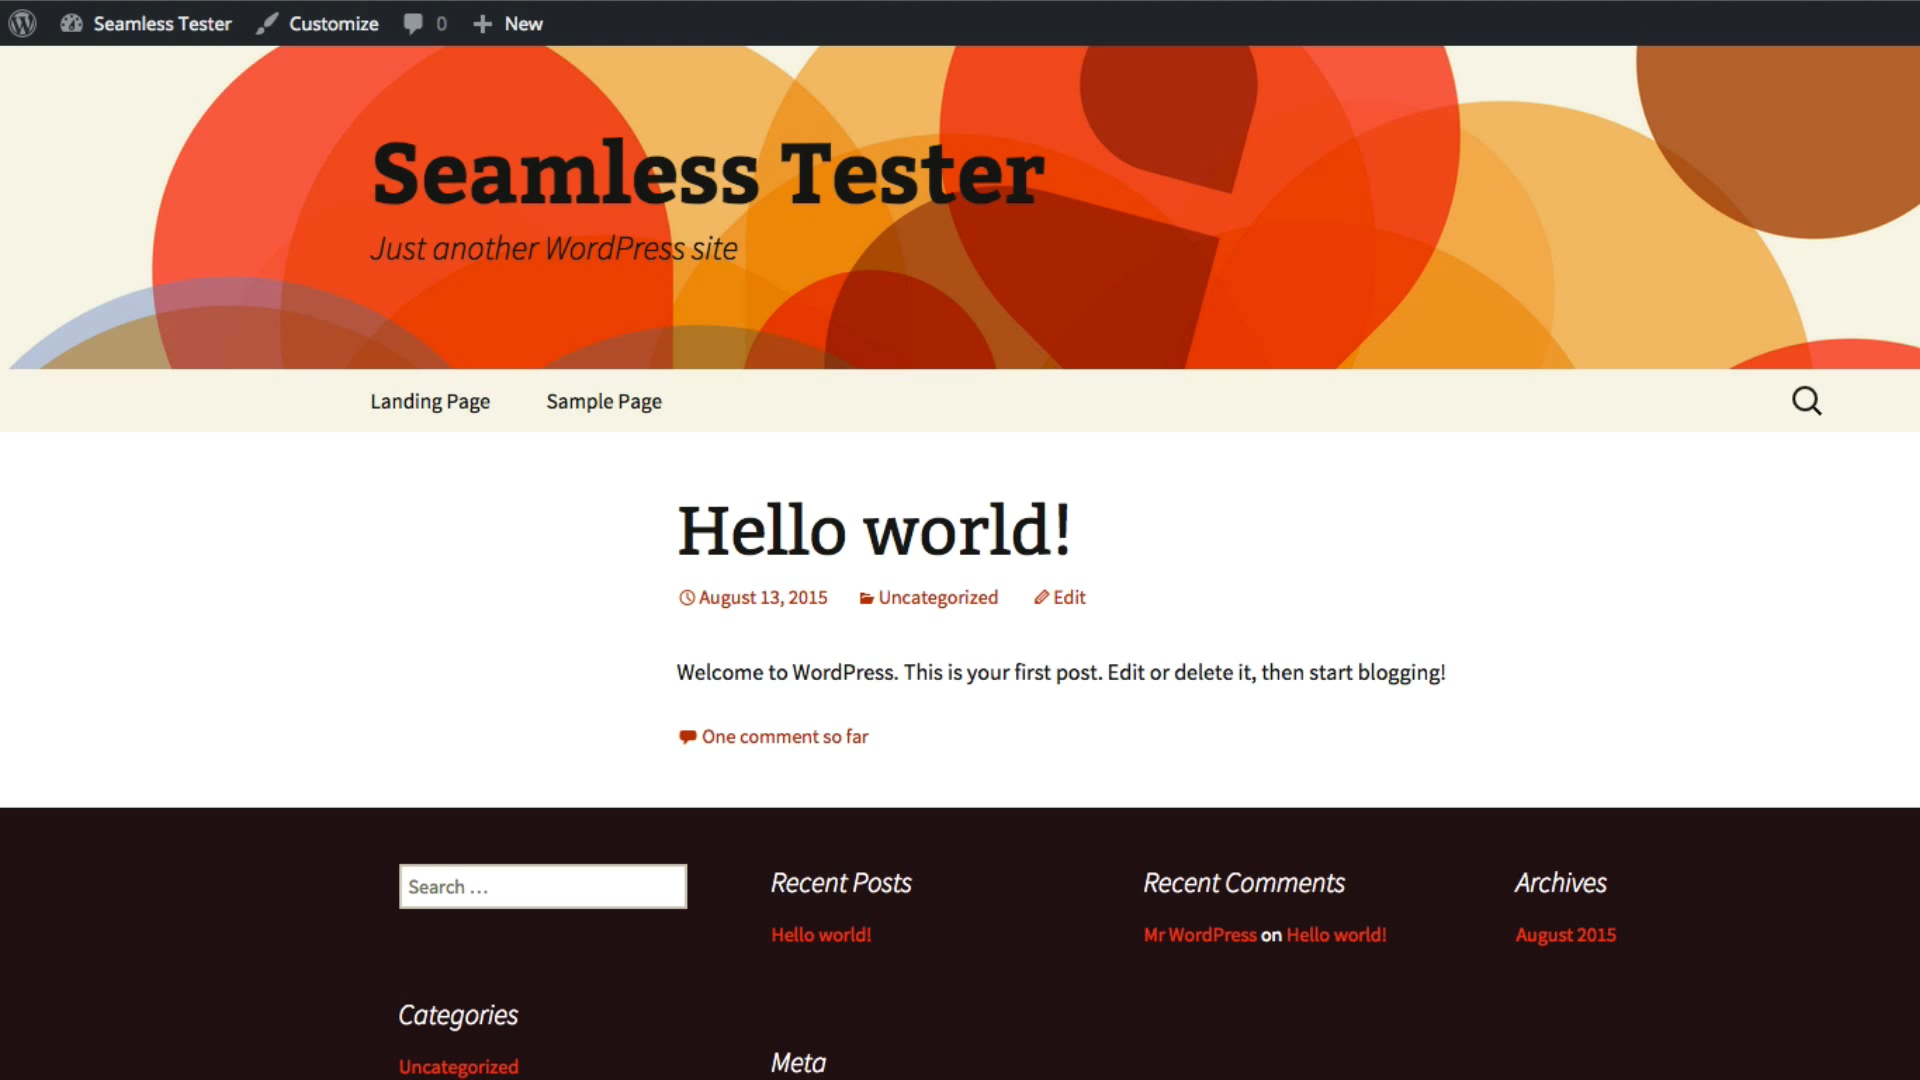 Seamless Tester Customize 0 New
Seamless Tester
Just another WordPress site
Landing Page Sample Page
Hello world!
August 13, 2015 Uncategorized Edit
Welcome to WordPress. This is your first post. Edit or delete it, then start blogging!
One comment so far
Search ...
Recent Posts
Hello world!
Recent Comments
Mr WordPress on Hello world!
Archives
August 2015
Categories
Uncategorized
Meta